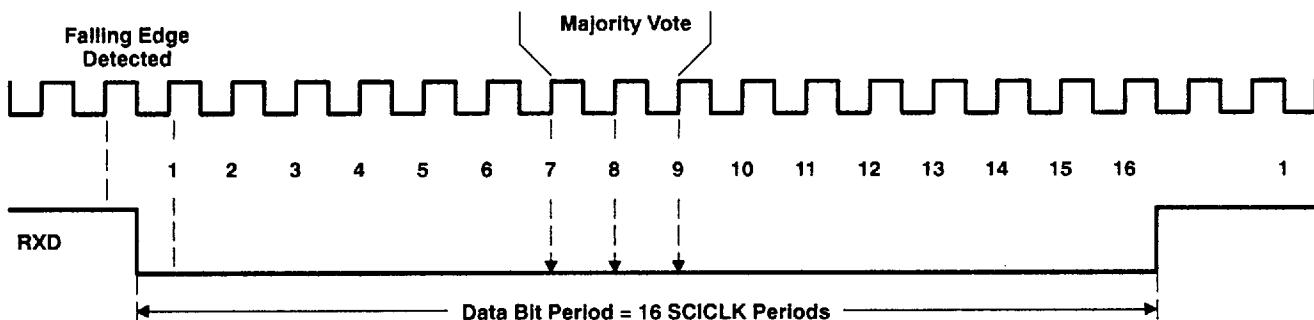 Majority Vote
Falling Edge
Detected
1 2 3 4 5 6 7 8 9 10 11 12 13 14 15 16 1
RXD
Data Bit Period = 16 SCICLK Periods